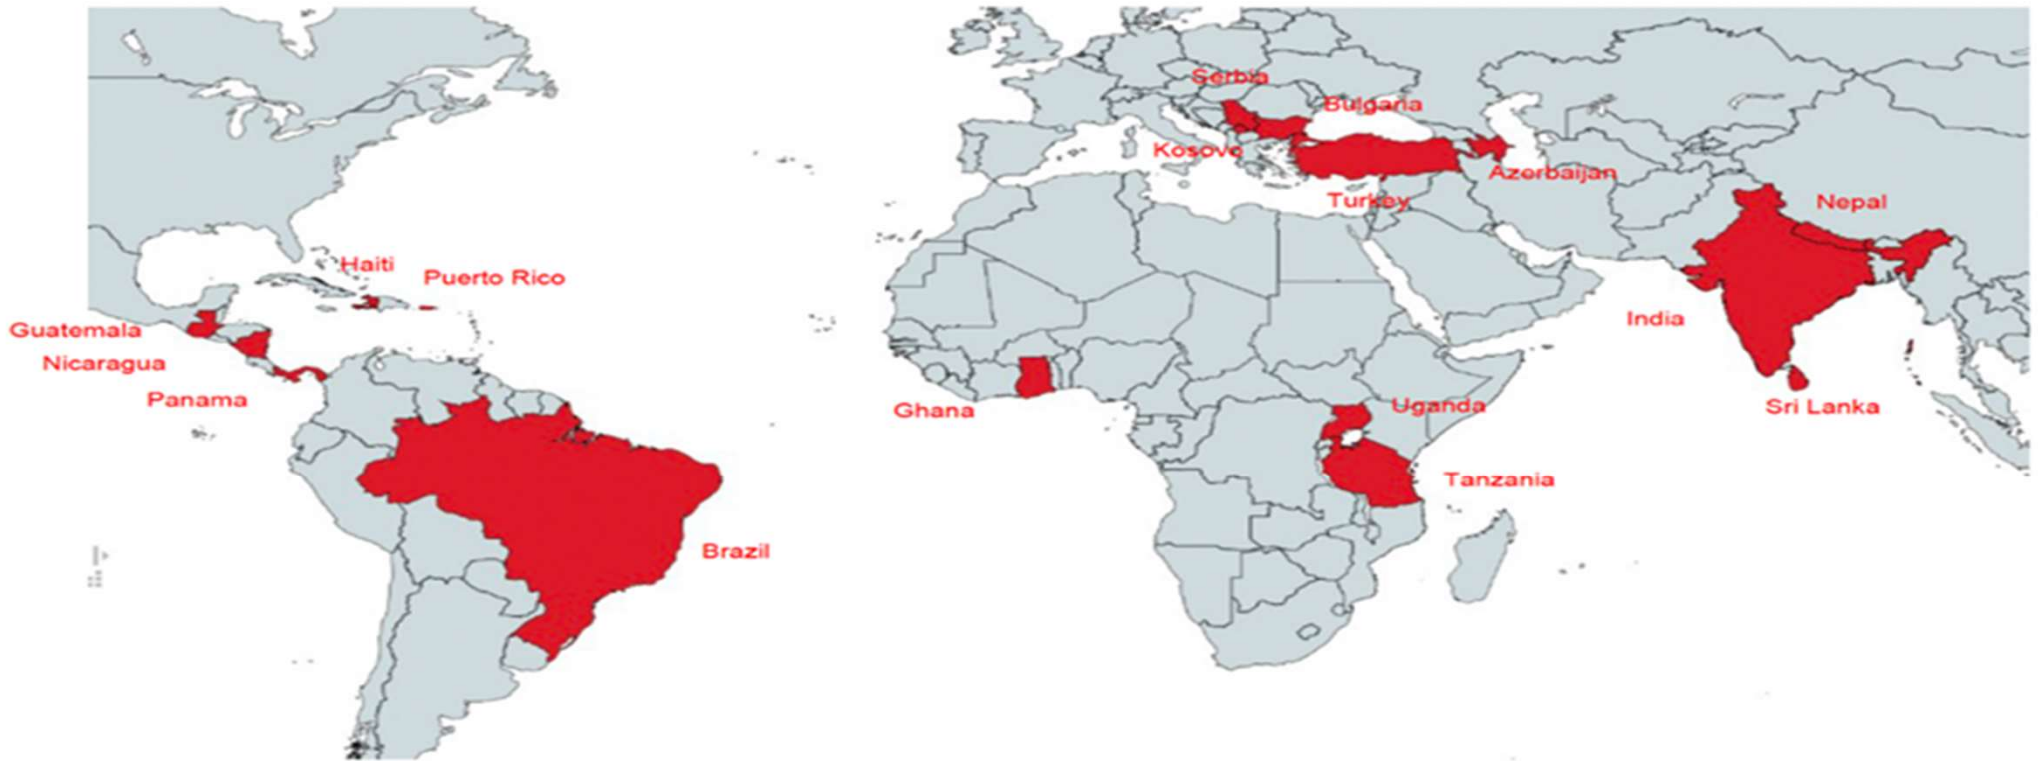 Serbia
Bulgaria
Kosovo
Azerbaijan
Turkey
Nepal
Haiti
Puerto Rico
Guatemala
India
Nicaragua
Panama
Ghana
Uganda
Sri Lanka
Tanzania
Brazil